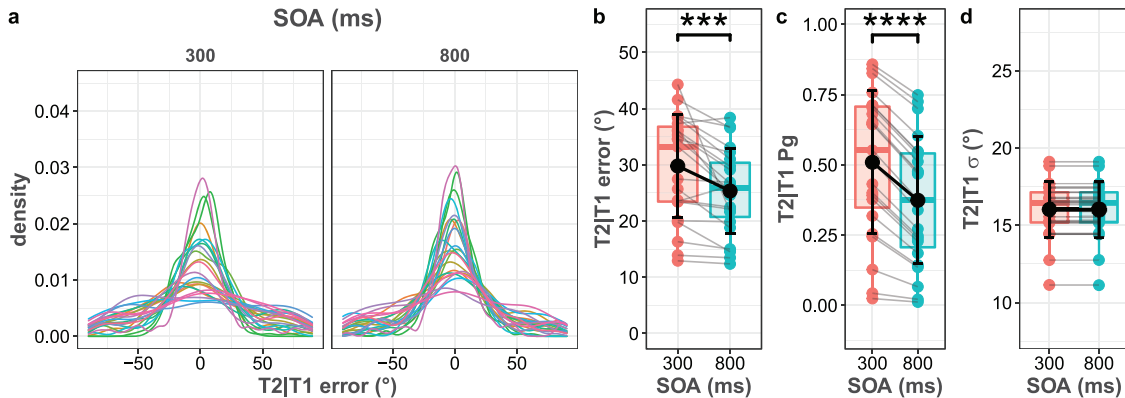 a
SOA (ms)
300
800
density
0.04
0.03
0.02
0.01
0.00
−50
0
50
−50
0
50
T2|T1 error (°)
b
***
T2|T1 error (°)
50
40
30
20
10
0
300
800
SOA (ms)
c
****
T2|T1 Pg
1.00
0.75
0.50
0.25
0.00
300
800
SOA (ms)
d
T2|T1 σ (°)
25
20
15
10
300
800
SOA (ms)